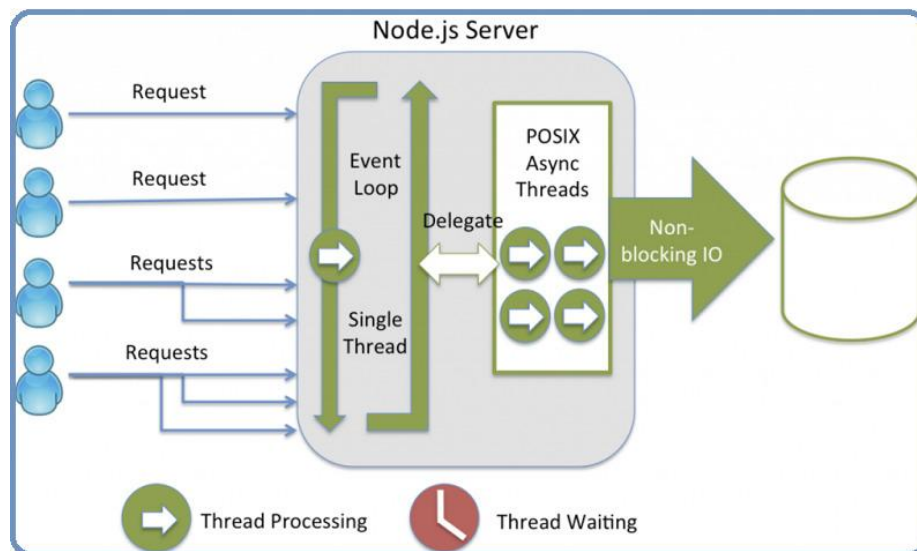 Node.js Server
Request
Request
Requests
Requests
Event
Loop
Single
Thread
Delegate
POSIX
Async
Threads
Non-
blocking IO
Thread Processing
Thread Waiting